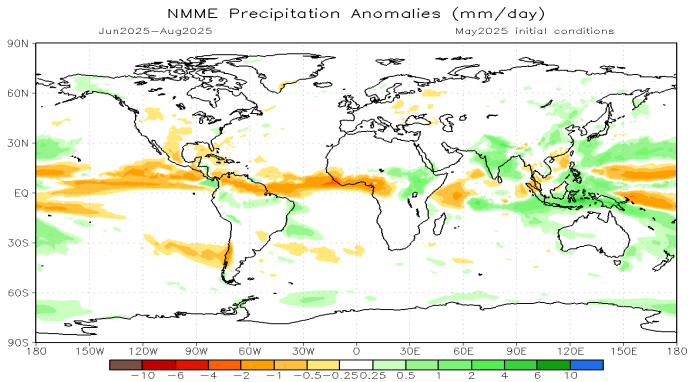 NMME Precipitation Anomalies (mm/day)
Jun2025−Aug2025 May2025 initial conditions
90N
60N
30N
EQ
30S
60S
90S
180 150W 120W 90W 60W 30W 0 30E 60E 90E 120E 150E 180
−10 −6 −4 −2 −1 −0.5 −0.25 0.25 0.5 1 2 4 6 10